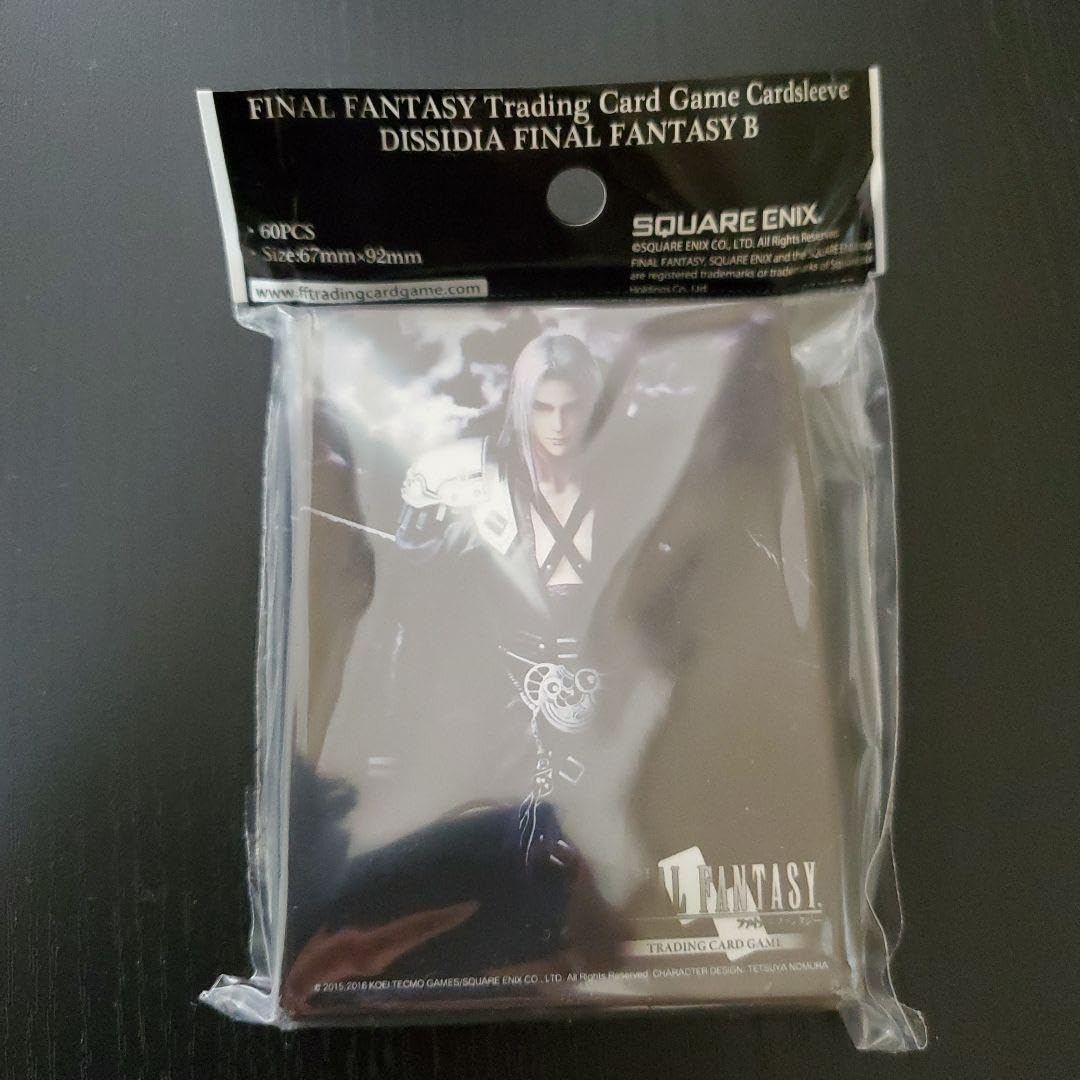 FINAL FANTASY Trading Card Game Cardsleeve
DISSIDIA FINAL FANTASY B
・60PCS
・Size:67mm×92mm
www.fftradingcardgame.com
SQUARE ENIX
©SQUARE ENIX CO., LTD. All Rights Reserved.
FINAL FANTASY, SQUARE ENIX and the SQUARE ENIX logo
are registered trademarks or trademarks of Square Enix
Holdings Co., Ltd.
AL FANTASY
TRADING CARD GAME
© 2015,2016 KOEI TECMO GAMES/SQUARE ENIX CO., LTD. All Rights Reserved. CHARACTER DESIGN: TETSUYA NOMURA